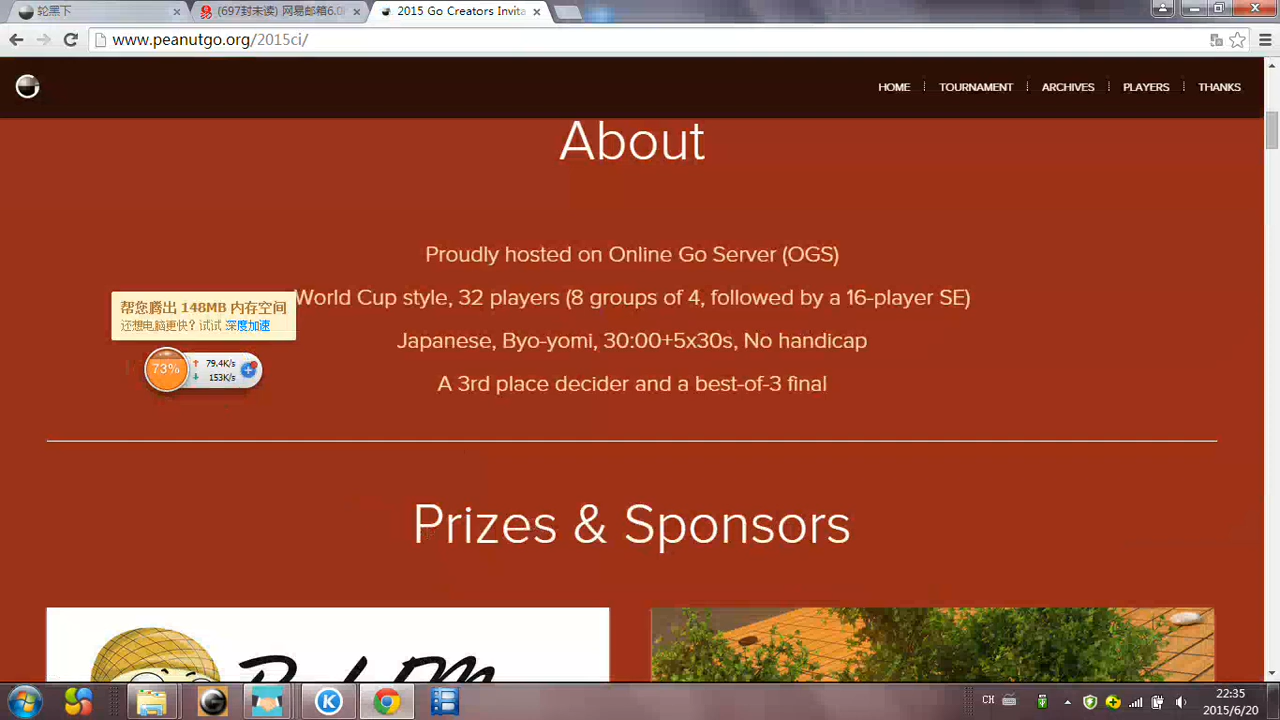 轮黑下
(697封未读) 网易邮箱6.0
2015 Go Creators Invita
www.peanutgo.org/2015ci/
HOME
TOURNAMENT
ARCHIVES
PLAYERS
THANKS
About
Proudly hosted on Online Go Server (OGS)
World Cup style, 32 players (8 groups of 4, followed by a 16-player SE)
Japanese, Byo-yomi, 30:00+5x30s, No handicap
A 3rd place decider and a best-of-3 final
帮您腾出 148MB 内存空间
还想电脑更快？试试 深度加速
73%
79.4K/s
153K/s
Prizes & Sponsors
CH
22:35
2015/6/20